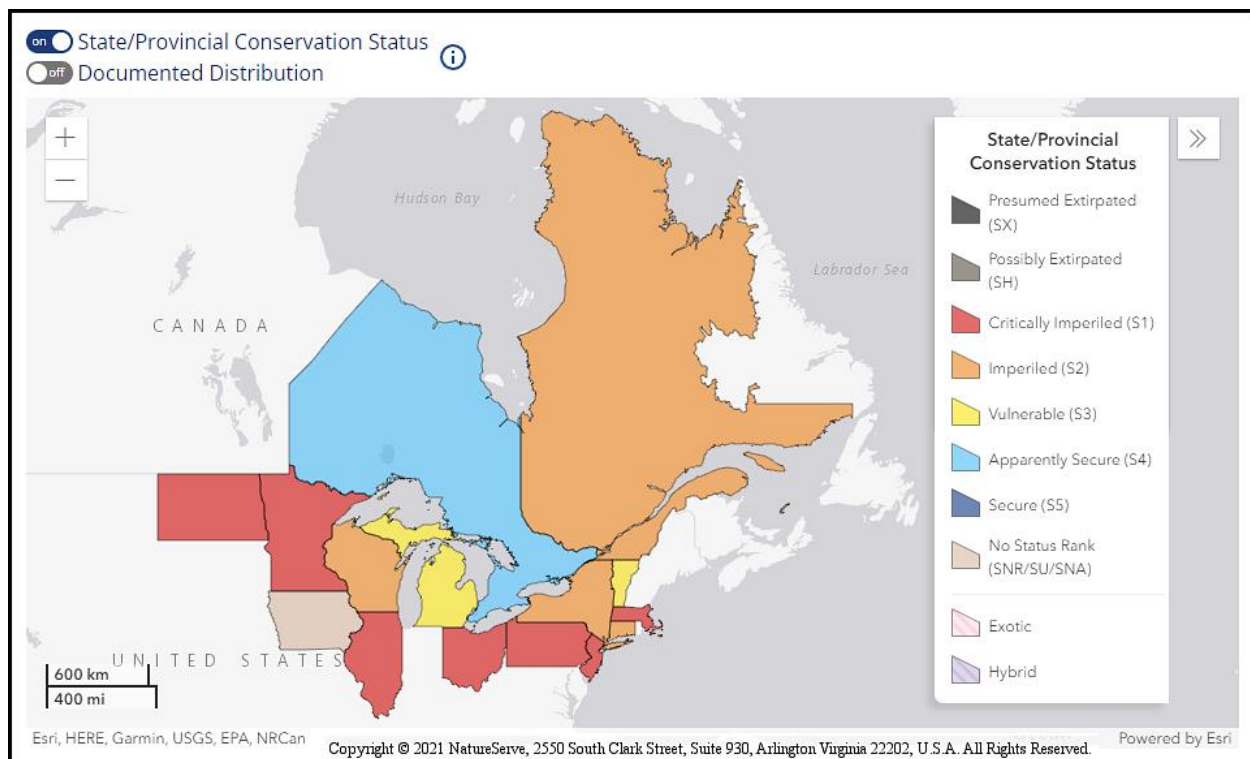 on State/Provincial Conservation Status
off Documented Distribution
+
−
Hudson Bay
Labrador Sea
CANADA
UNITED STATES
State/Provincial
Conservation Status
Presumed Extirpated
(SX)
Possibly Extirpated
(SH)
Critically Imperiled (S1)
Imperiled (S2)
Vulnerable (S3)
Apparently Secure (S4)
Secure (S5)
No Status Rank
(SNR/SU/SNA)
Exotic
Hybrid
600 km
400 mi
Esri, HERE, Garmin, USGS, EPA, NRCan
Copyright © 2021 NatureServe, 2550 South Clark Street, Suite 930, Arlington Virginia 22202, U.S.A. All Rights Reserved.
Powered by Esri